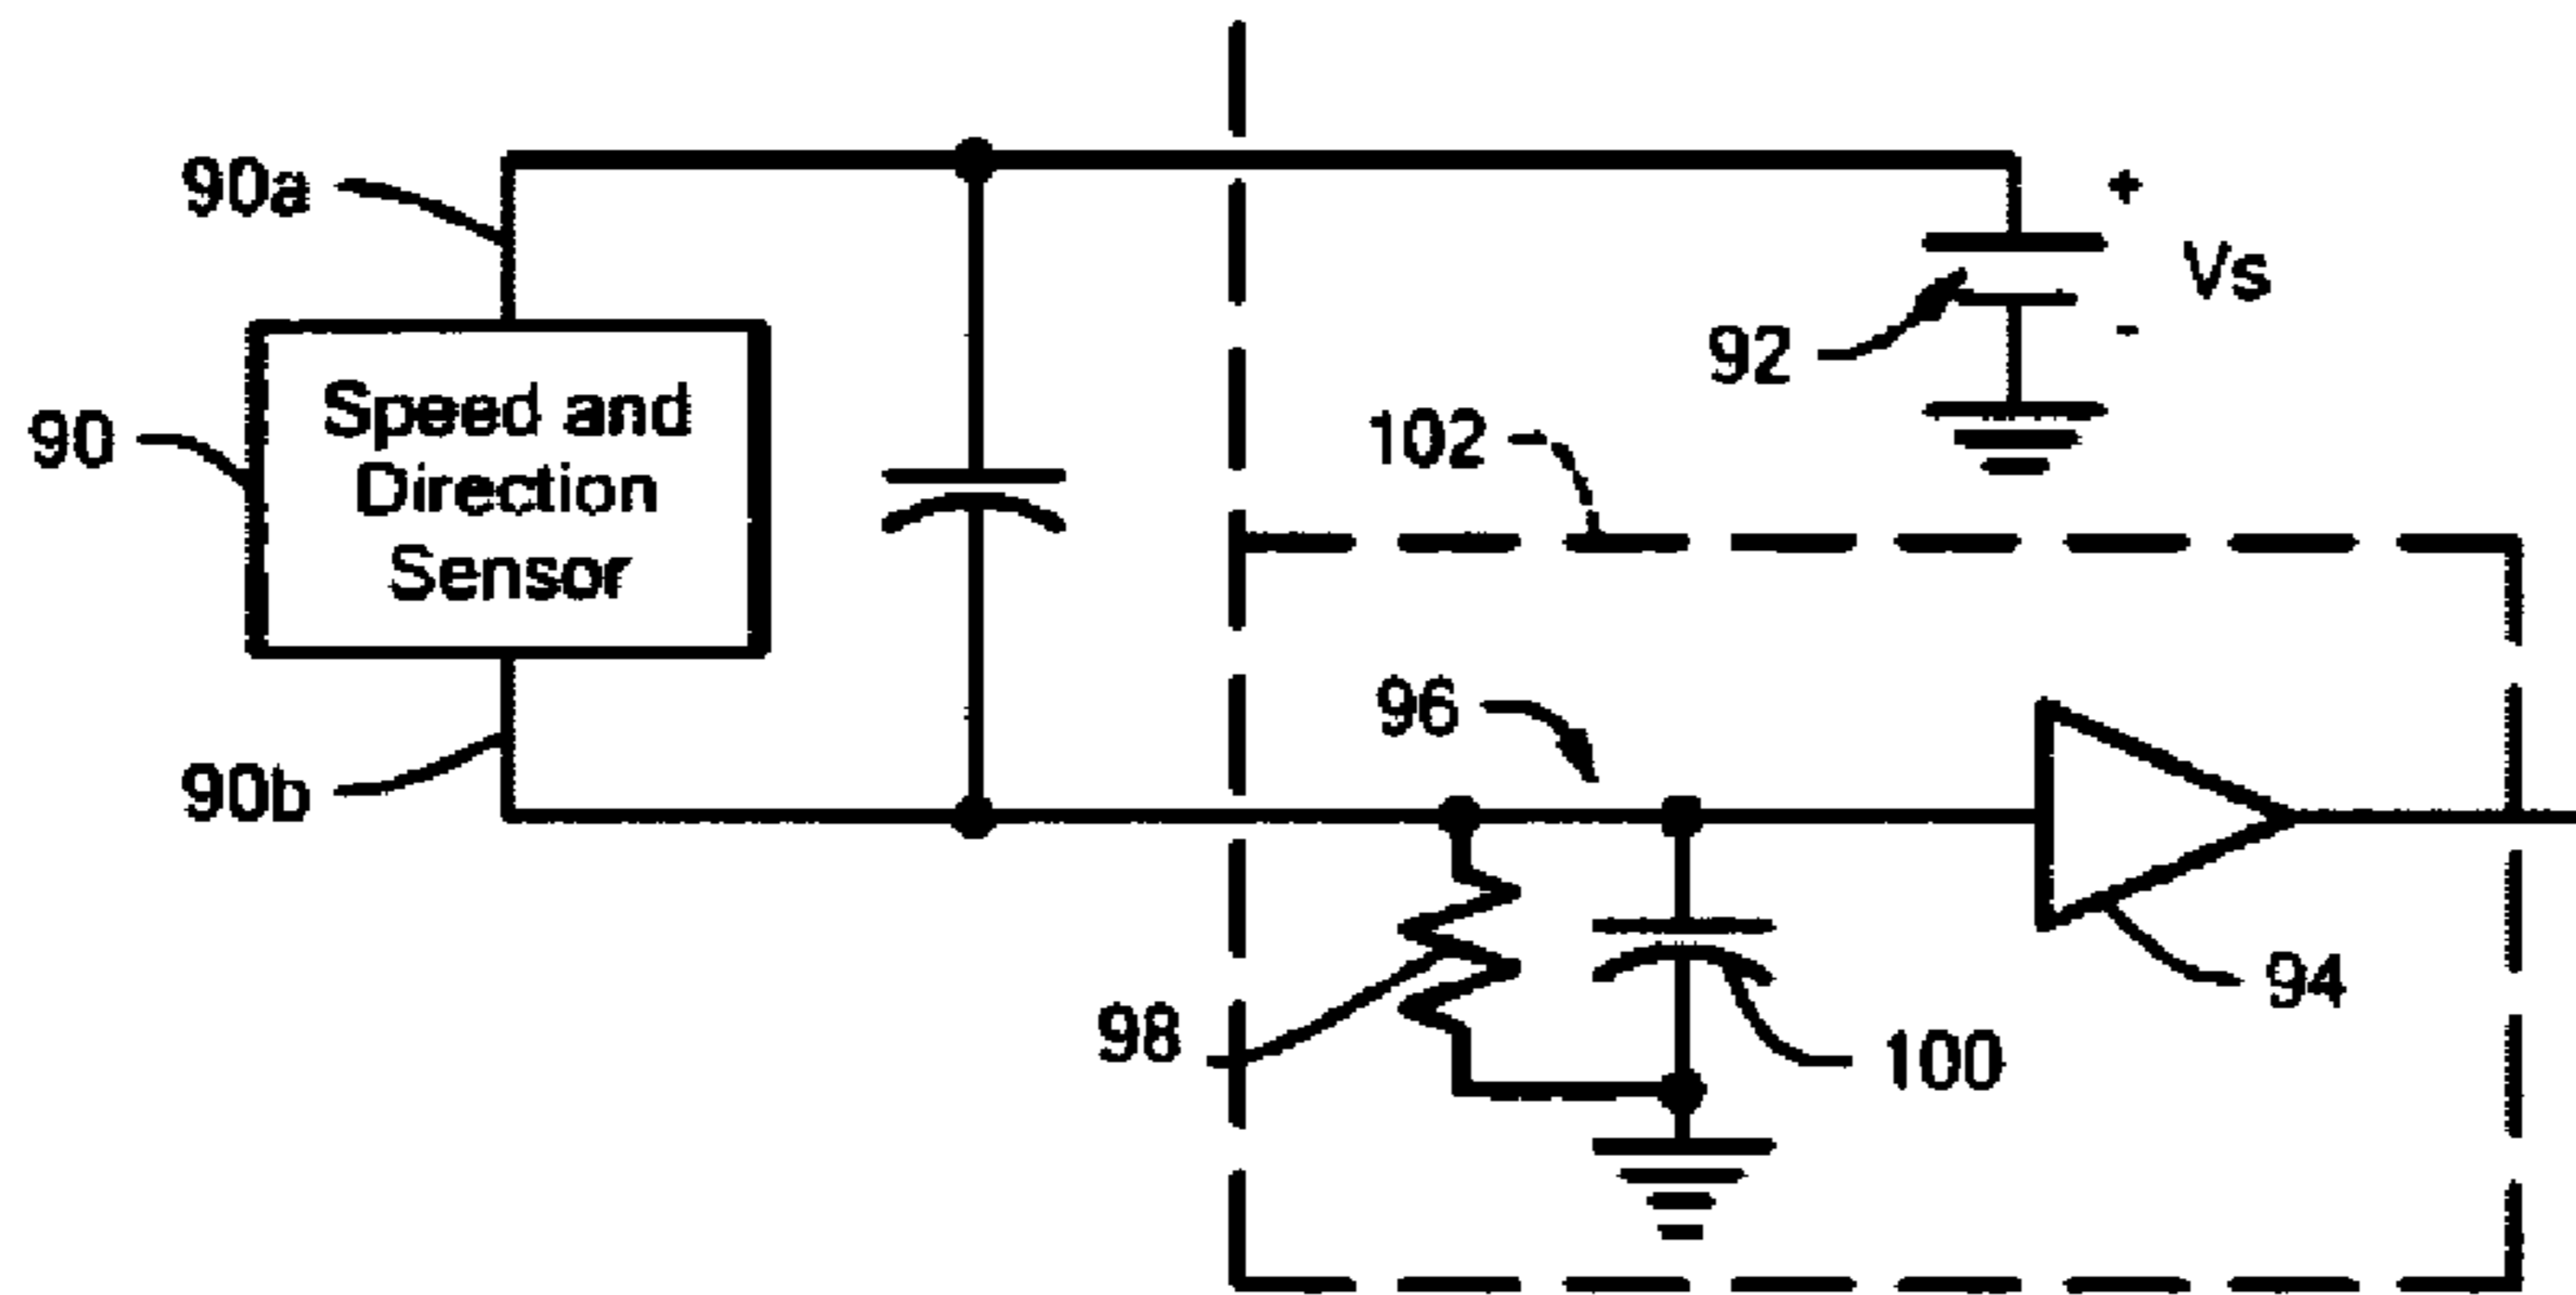 90a
+
Vs
92
-
90
Speed and
Direction
Sensor
102
96
90b
94
98
100